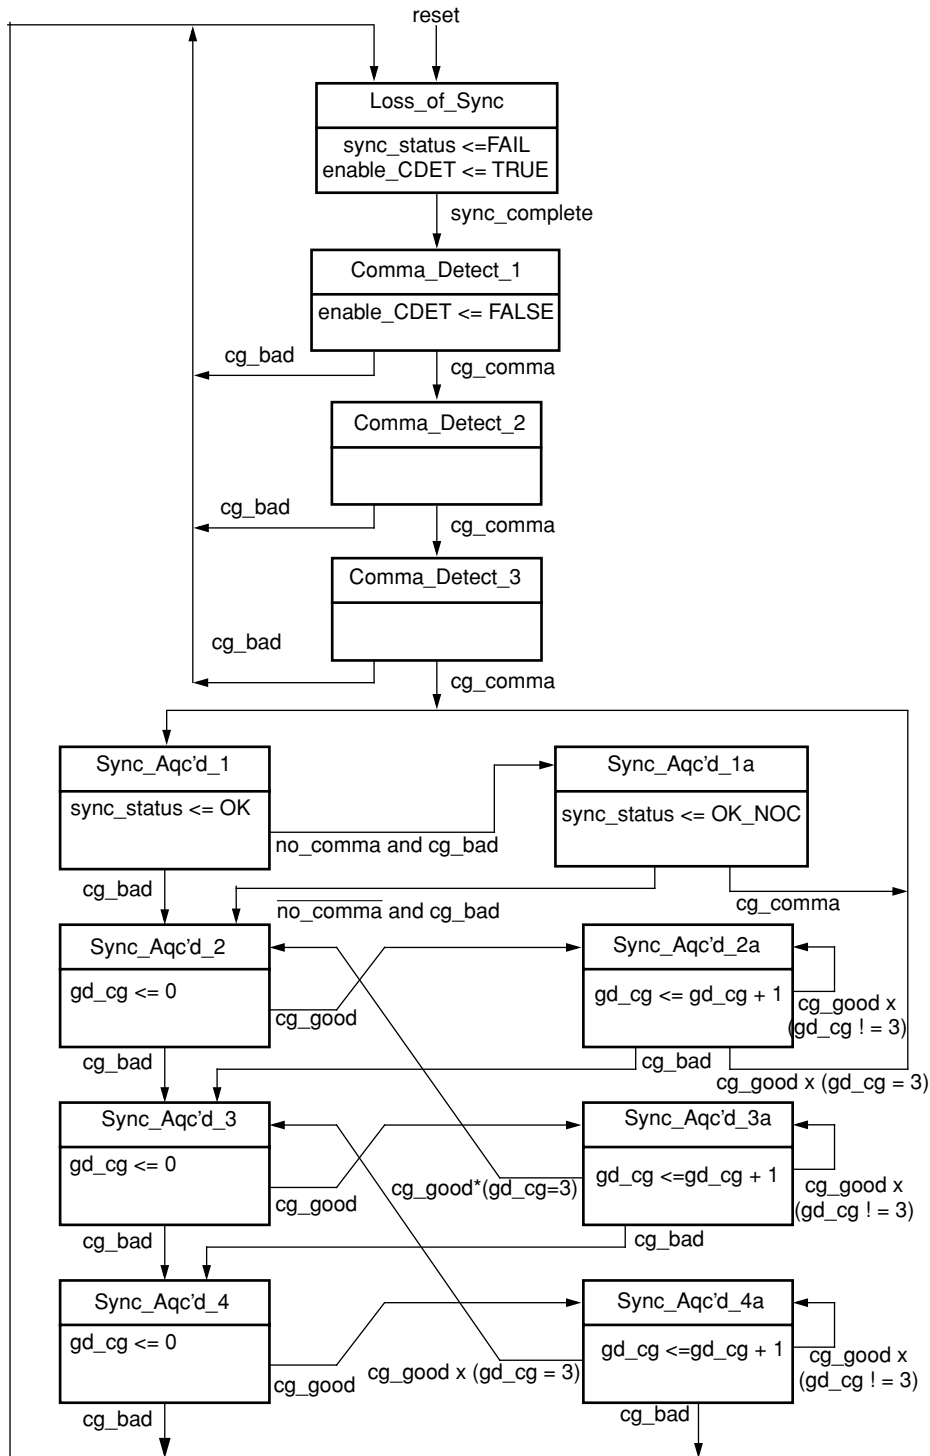 reset
Loss_of_Sync
sync_status <=FAIL
enable_CDET <= TRUE
sync_complete
Comma_Detect_1
enable_CDET <= FALSE
cg_bad
cg_comma
Comma_Detect_2
cg_bad
cg_comma
Comma_Detect_3
cg_bad
cg_comma
Sync_Aqc'd_1
sync_status <= OK
Sync_Aqc'd_1a
sync_status <= OK_NOC
no_comma and cg_bad
cg_bad
no_comma and cg_bad
cg_comma
Sync_Aqc'd_2
gd_cg <= 0
cg_good
Sync_Aqc'd_2a
gd_cg <= gd_cg + 1
cg_good x
(gd_cg ! = 3)
cg_bad
cg_bad
cg_good x (gd_cg = 3)
Sync_Aqc'd_3
gd_cg <= 0
cg_good
cg_good*(gd_cg=3)
Sync_Aqc'd_3a
gd_cg <=gd_cg + 1
cg_good x
(gd_cg ! = 3)
cg_bad
cg_bad
Sync_Aqc'd_4
gd_cg <= 0
cg_good
cg_good x (gd_cg = 3)
Sync_Aqc'd_4a
gd_cg <=gd_cg + 1
cg_good x
(gd_cg ! = 3)
cg_bad
cg_bad